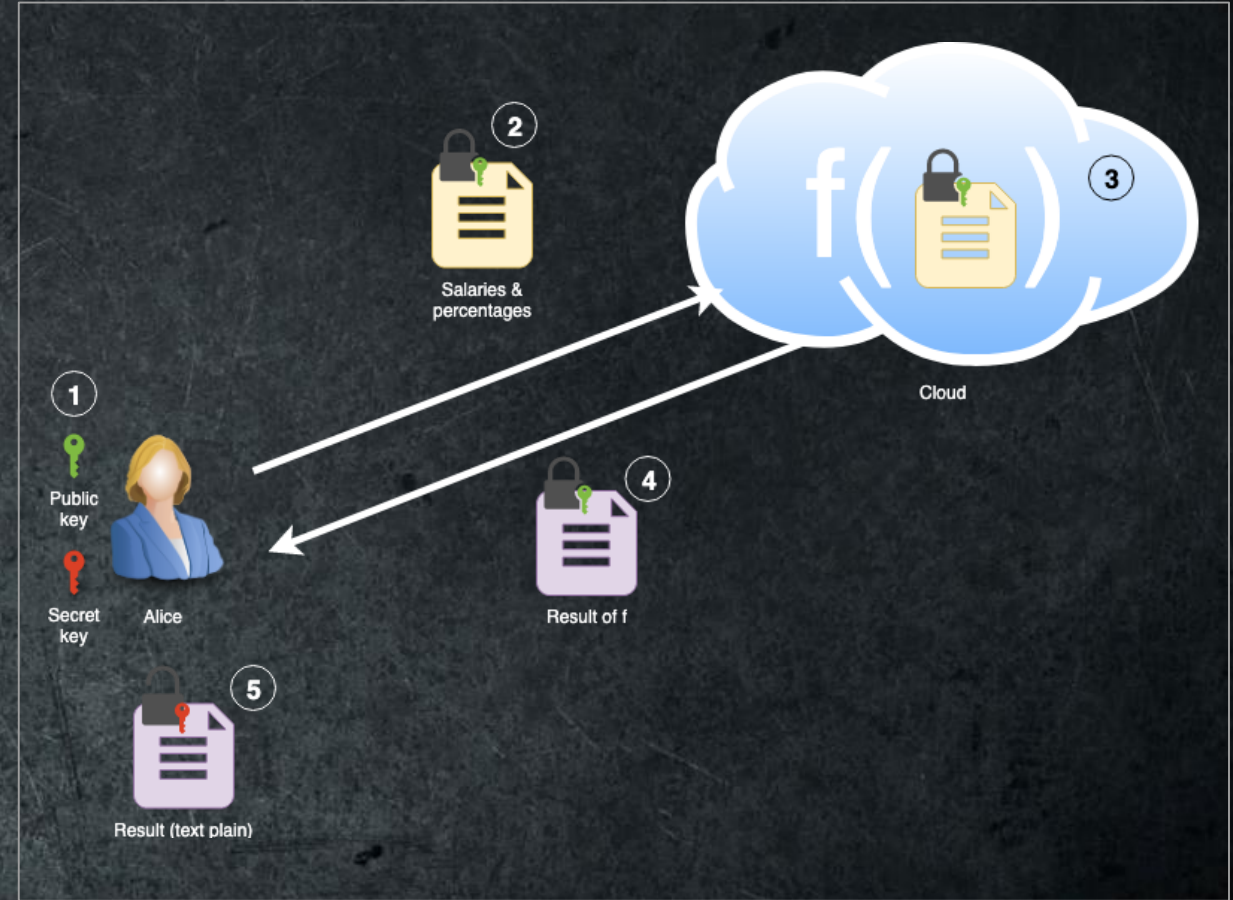 2
Salaries &
percentages
f( )
3
Cloud
1
Public
key
Secret
key
Alice
4
Result of f
5
Result (text plain)